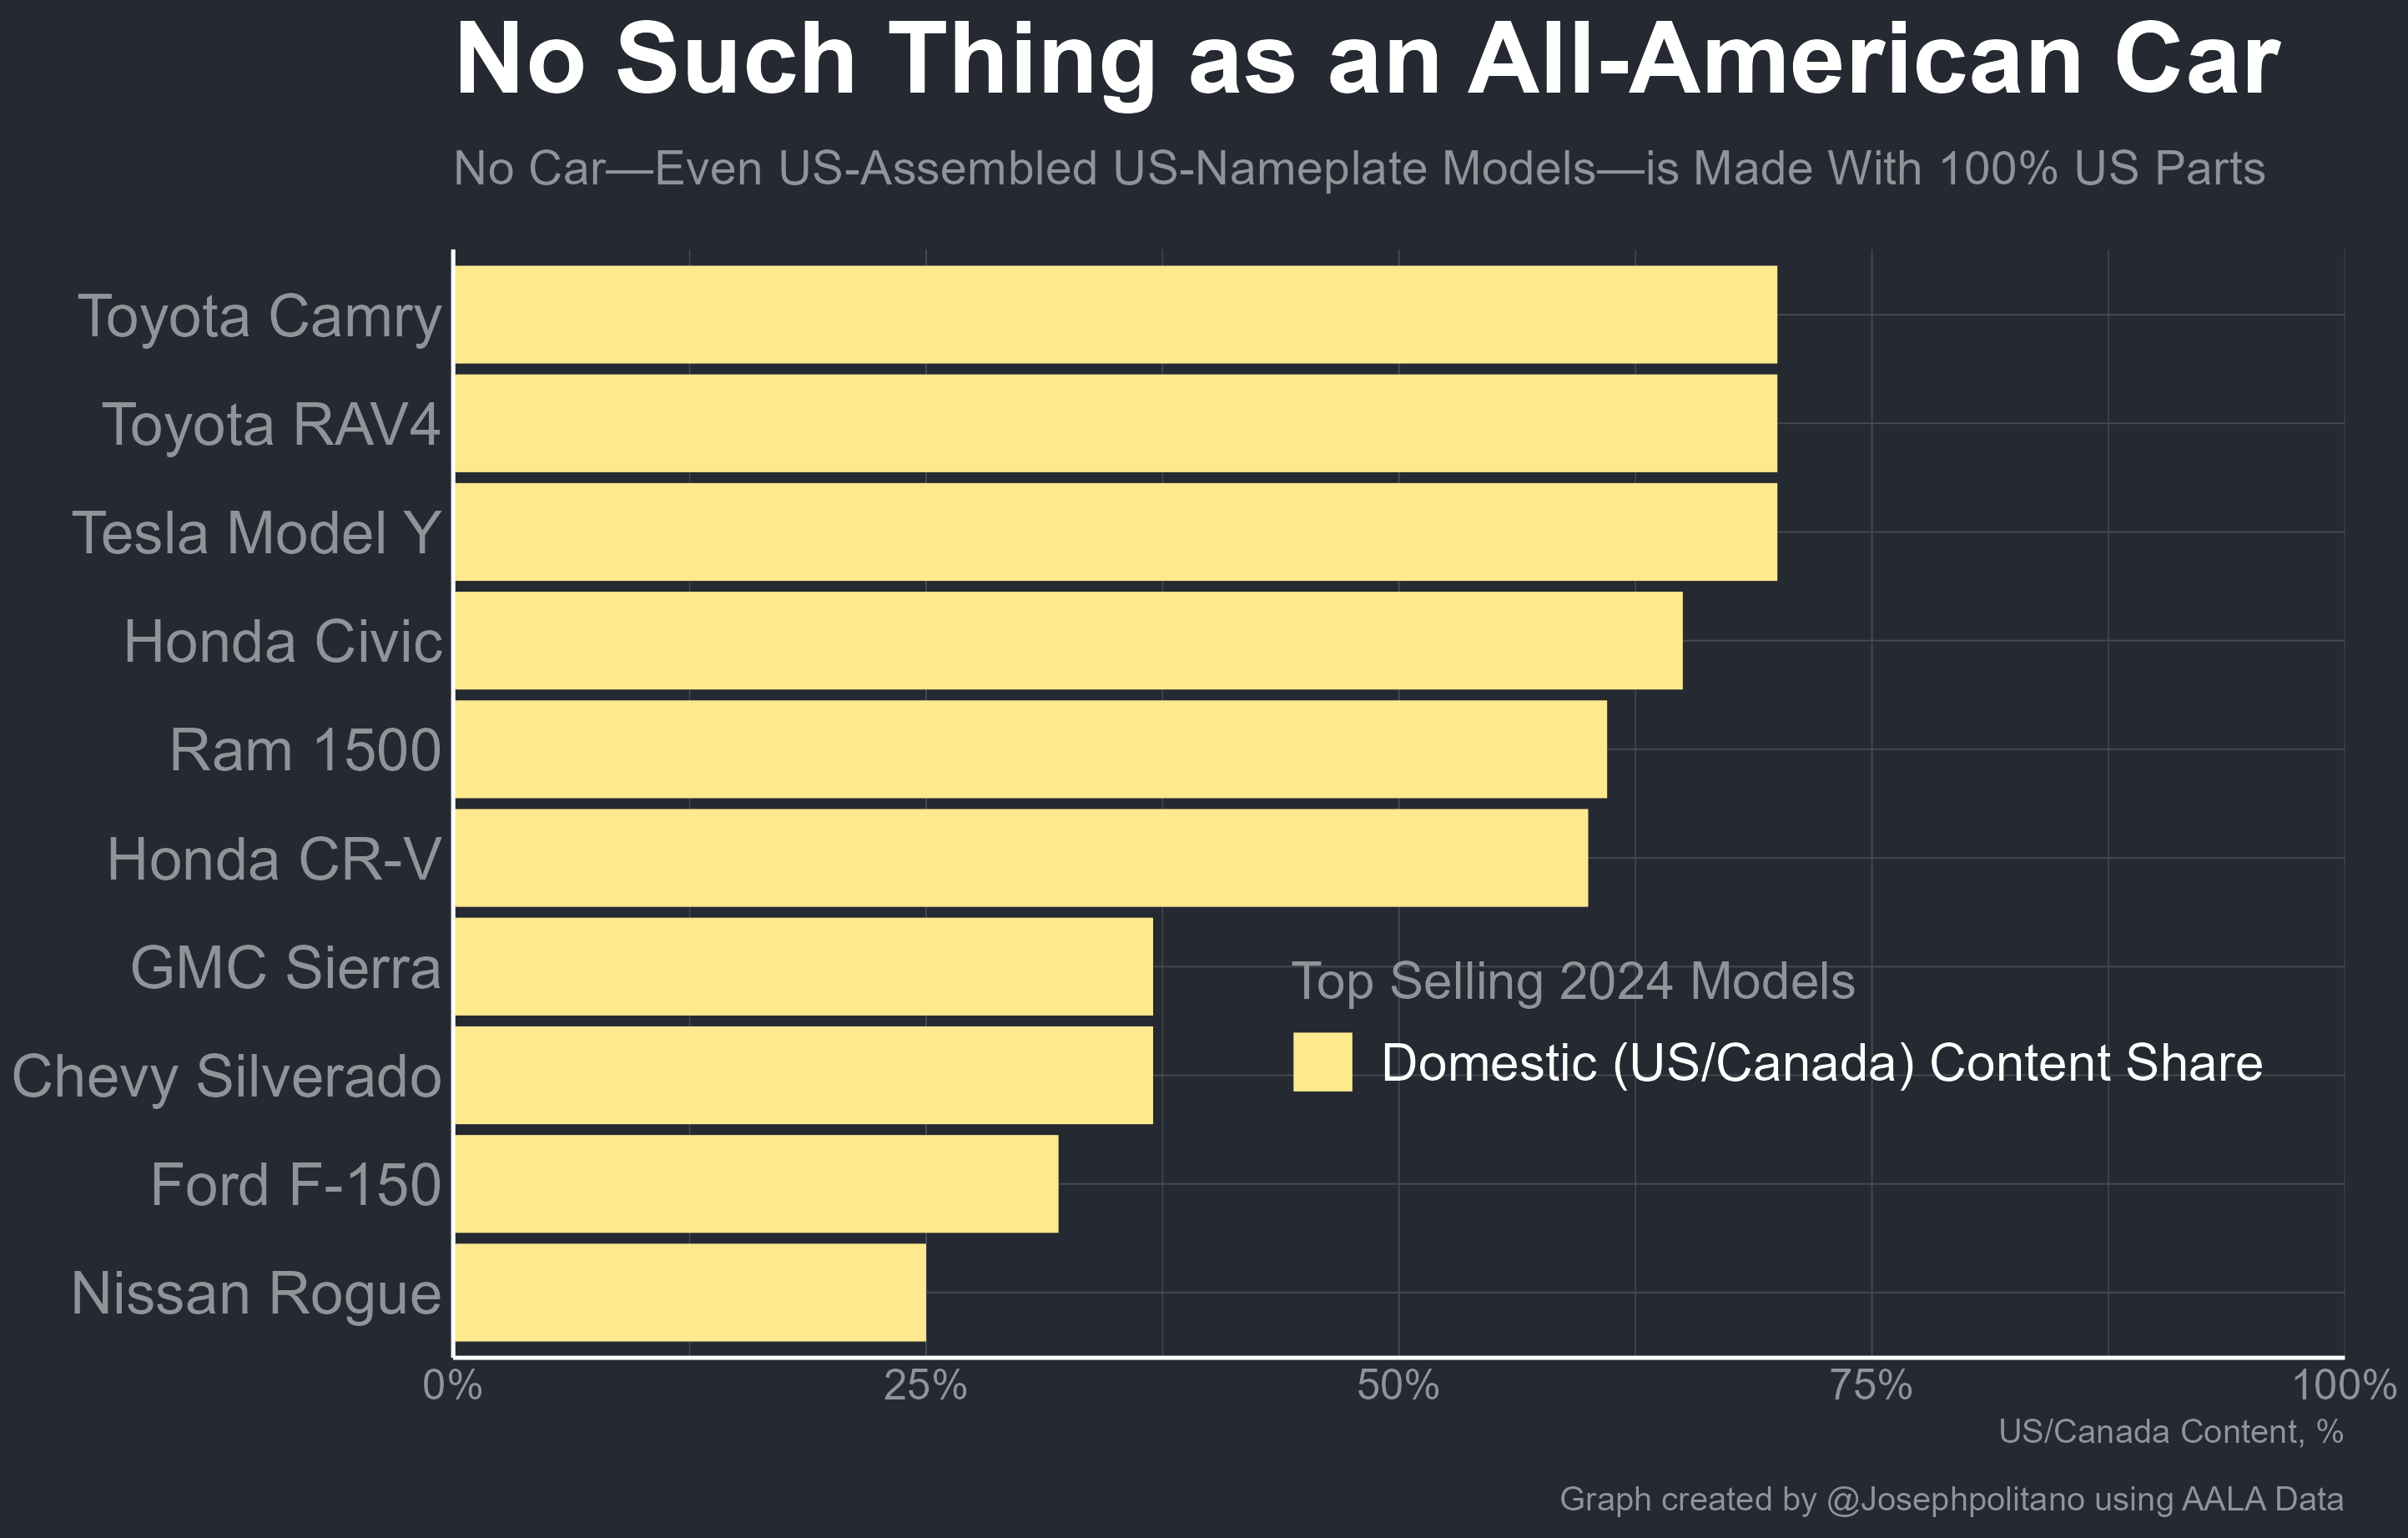 No Such Thing as an All-American Car
No Car—Even US-Assembled US-Nameplate Models—is Made With 100% US Parts
Toyota Camry
Toyota RAV4
Tesla Model Y
Honda Civic
Ram 1500
Honda CR-V
GMC Sierra
Top Selling 2024 Models
Chevy Silverado
Domestic (US/Canada) Content Share
Ford F-150
Nissan Rogue
0% 25% 50% 75% 100%
US/Canada Content, %
Graph created by @Josephpolitano using AALA Data